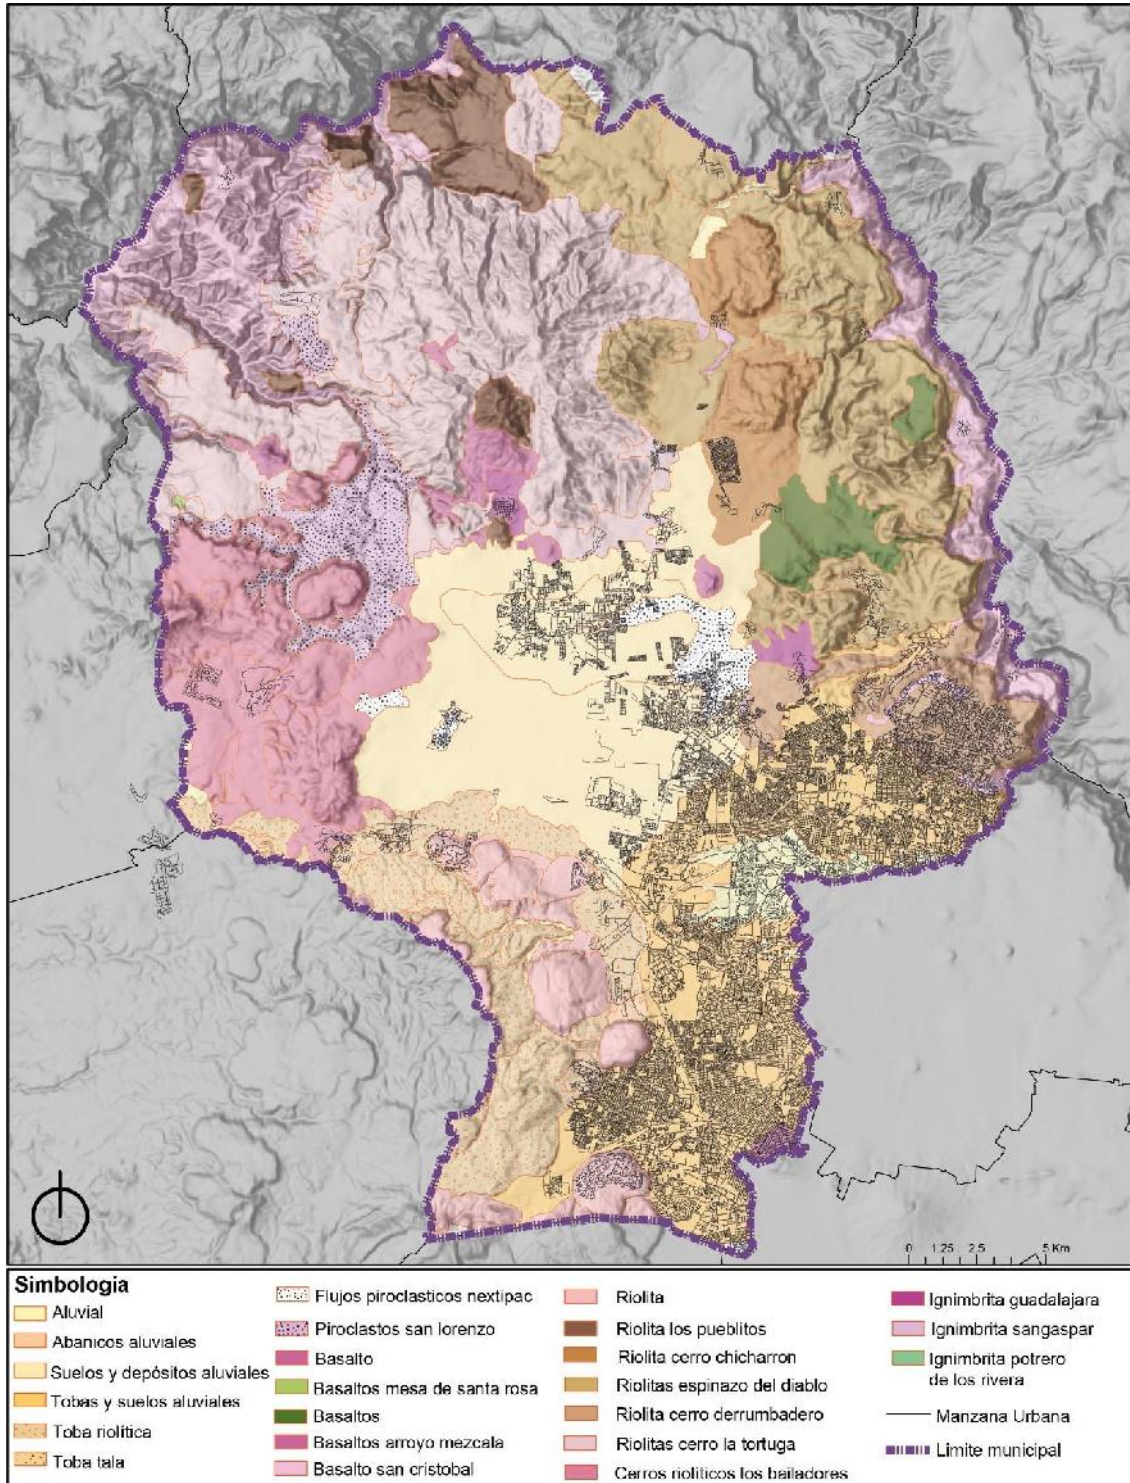 0 1.25 2.5 5 Km
Simbología
Aluvial
Abanicos aluviales
Suelos y depósitos aluviales
Tobas y suelos aluviales
Toba riolítica
Toba tala
Flujos piroclasticos nextipac
Piroclastos san lorenzo
Basalto
Basaltos mesa de santa rosa
Basaltos
Basaltos arroyo mezcala
Basalto san cristobal
Riolita
Riolita los pueblitos
Riolita cerro chicharron
Riolitas espinazo del diablo
Riolita cerro derrumbadero
Riolitas cerro la tortuga
Cerros riolíticos los bailadores
Ignimbrita guadalajara
Ignimbrita sangaspar
Ignimbrita potrero
de los rivera
Manzana Urbana
Limite municipal